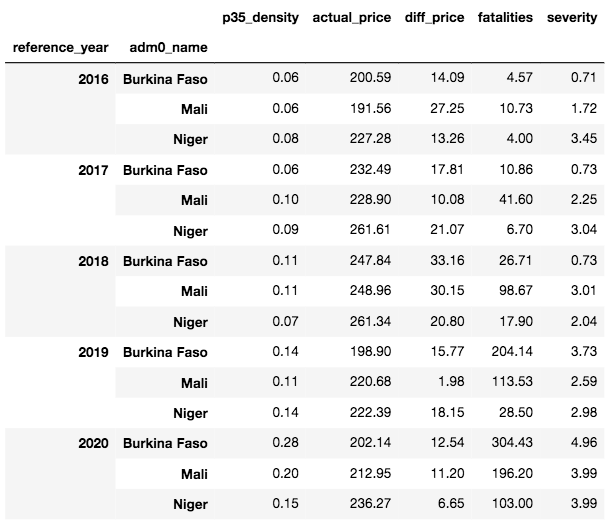 p35_density actual_price diff_price fatalities severity
reference_year adm0_name
2016 Burkina Faso 0.06 200.59 14.09 4.57 0.71
Mali 0.06 191.56 27.25 10.73 1.72
Niger 0.08 227.28 13.26 4.00 3.45
2017 Burkina Faso 0.06 232.49 17.81 10.86 0.73
Mali 0.10 228.90 10.08 41.60 2.25
Niger 0.09 261.61 21.07 6.70 3.04
2018 Burkina Faso 0.11 247.84 33.16 26.71 0.73
Mali 0.11 248.96 30.15 98.67 3.01
Niger 0.07 261.34 20.80 17.90 2.04
2019 Burkina Faso 0.14 198.90 15.77 204.14 3.73
Mali 0.11 220.68 1.98 113.53 2.59
Niger 0.14 222.39 18.15 28.50 2.98
2020 Burkina Faso 0.28 202.14 12.54 304.43 4.96
Mali 0.20 212.95 11.20 196.20 3.99
Niger 0.15 236.27 6.65 103.00 3.99